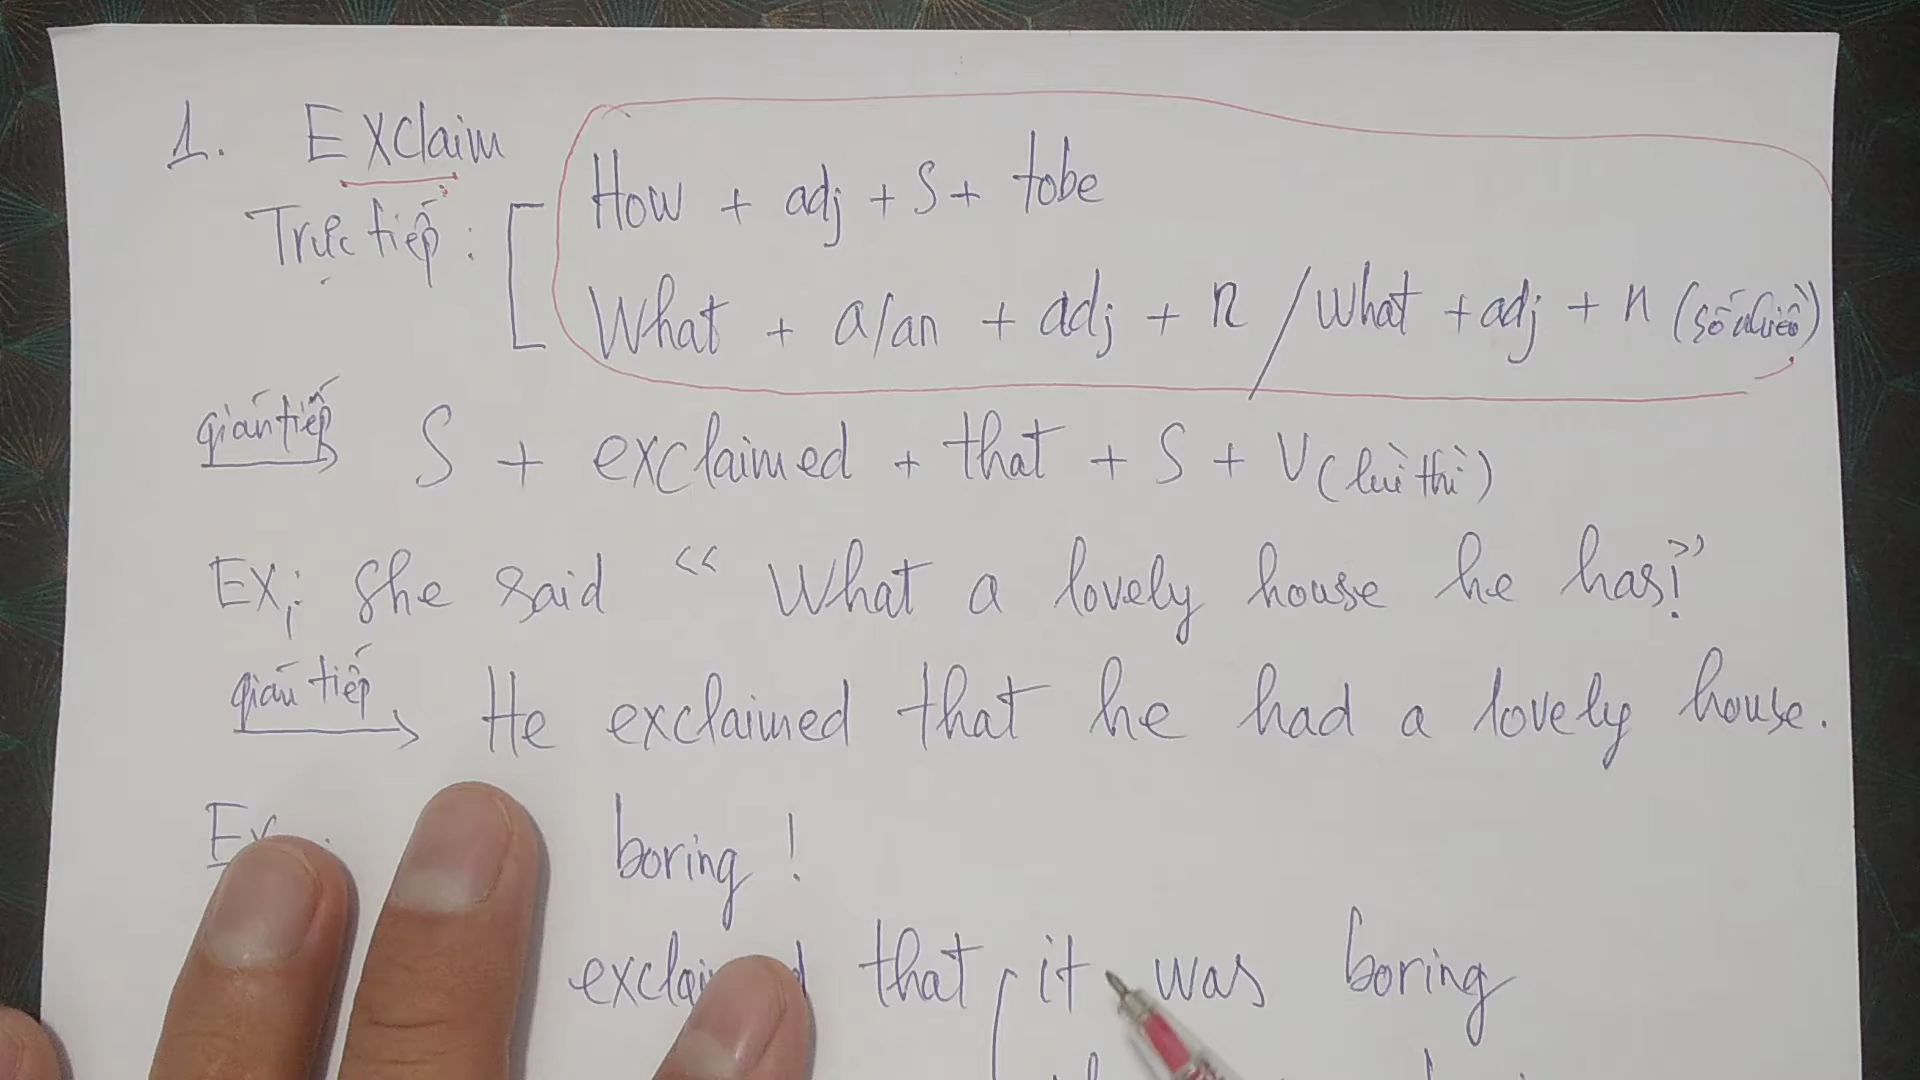 1. Exclaim
Trực tiếp : [ How + adj + S + tobe
What + a/an + adj + n / What + adj + n (số nhiều)
gián tiếp → S + exclaimed + that + S + V (lùi thì)
Ex: She said “ What a lovely house he has!”
gián tiếp → He exclaimed that he had a lovely house.
Ex : boring !
that it was boring